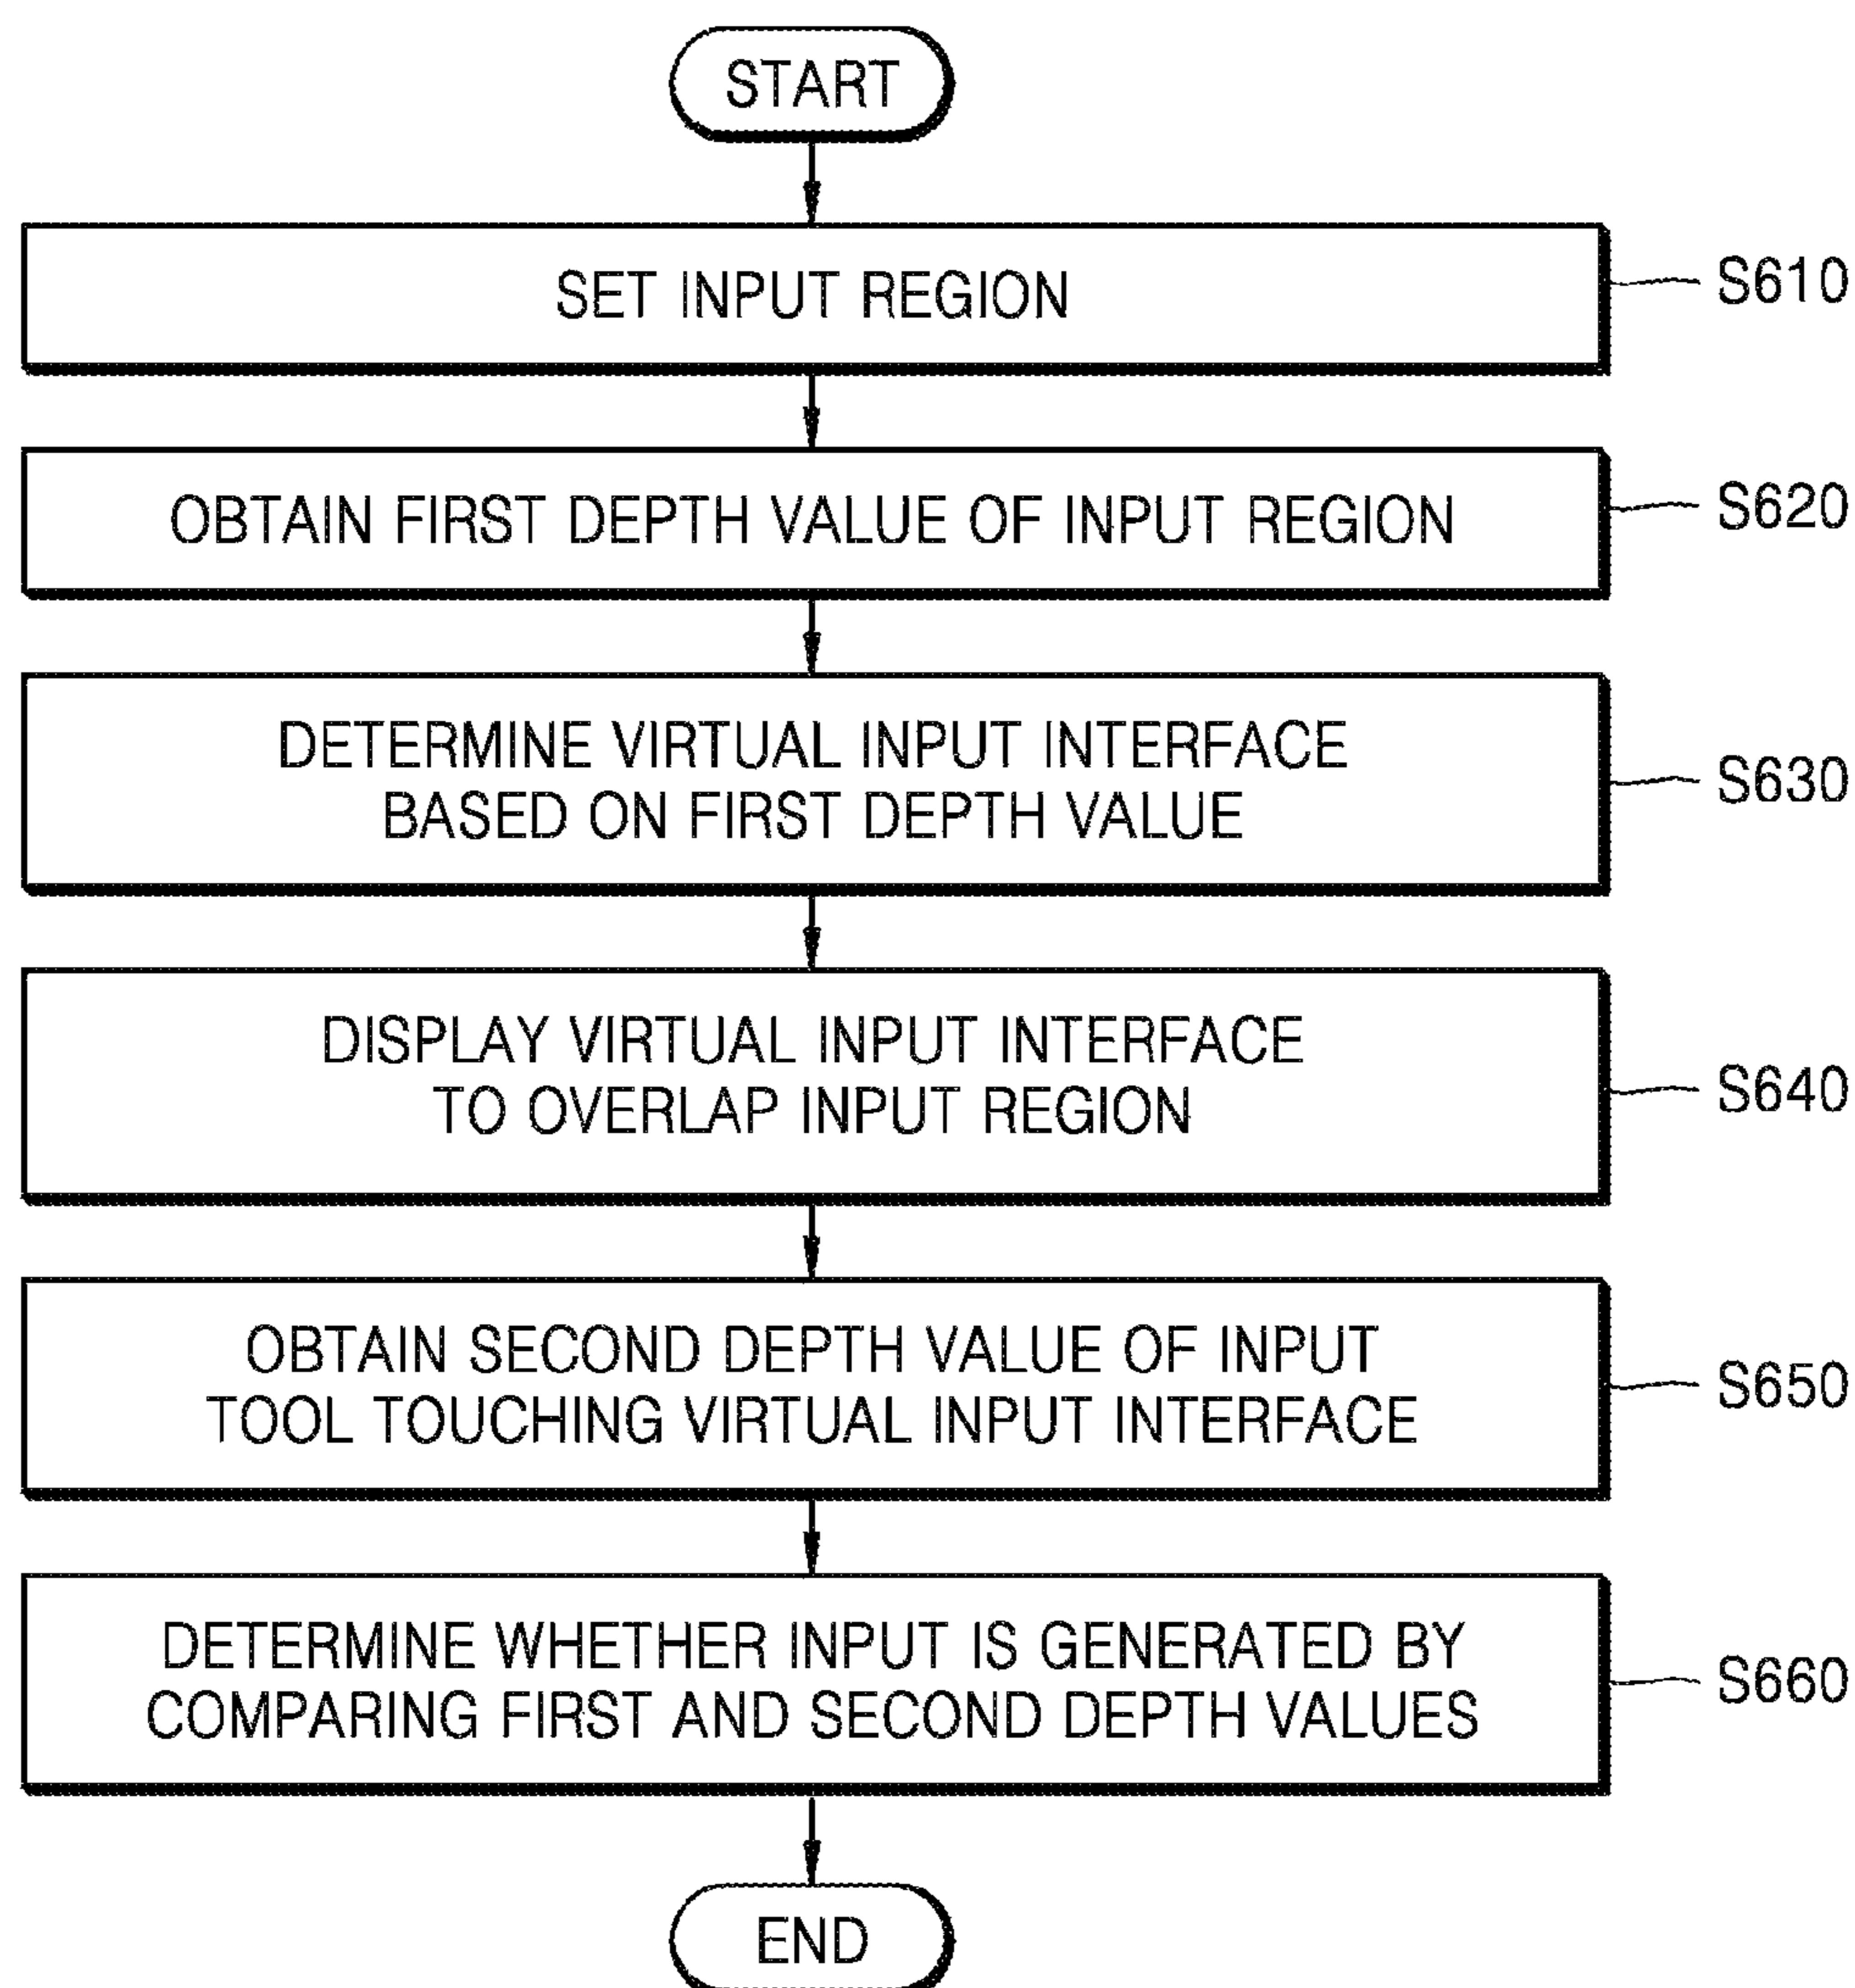 START
SET INPUT REGION
S610
OBTAIN FIRST DEPTH VALUE OF INPUT REGION
S620
DETERMINE VIRTUAL INPUT INTERFACE
BASED ON FIRST DEPTH VALUE
S630
DISPLAY VIRTUAL INPUT INTERFACE
TO OVERLAP INPUT REGION
S640
OBTAIN SECOND DEPTH VALUE OF INPUT
TOOL TOUCHING VIRTUAL INPUT INTERFACE
S650
DETERMINE WHETHER INPUT IS GENERATED BY
COMPARING FIRST AND SECOND DEPTH VALUES
S660
END